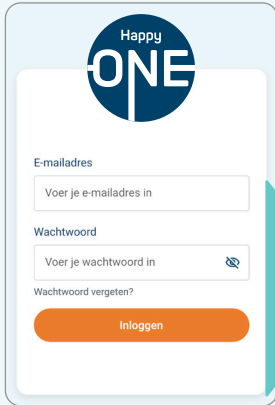 Happy
ONE
E-mailadres
Voer je e-mailadres in
Wachtwoord
Voer je wachtwoord in
Wachtwoord vergeten?
Inloggen